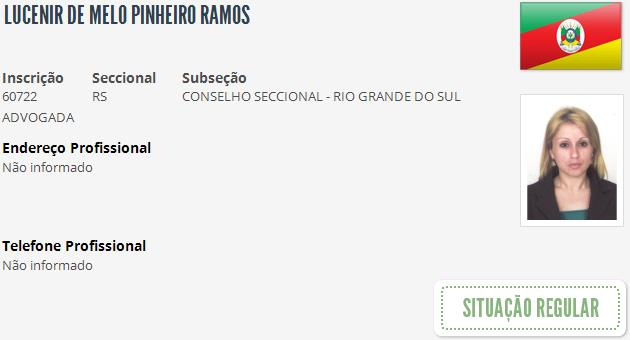 LUCENIR DE MELO PINHEIRO RAMOS
Inscrição Seccional Subseção
60722 RS CONSELHO SECCIONAL - RIO GRANDE DO SUL
ADVOGADA
Endereço Profissional
Não informado
Telefone Profissional
Não informado
SITUAÇÃO REGULAR